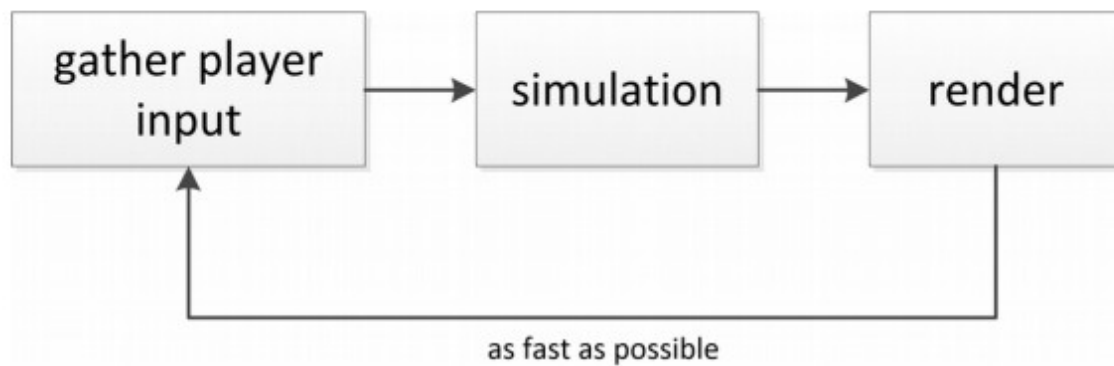 gather player
input
simulation
render
as fast as possible